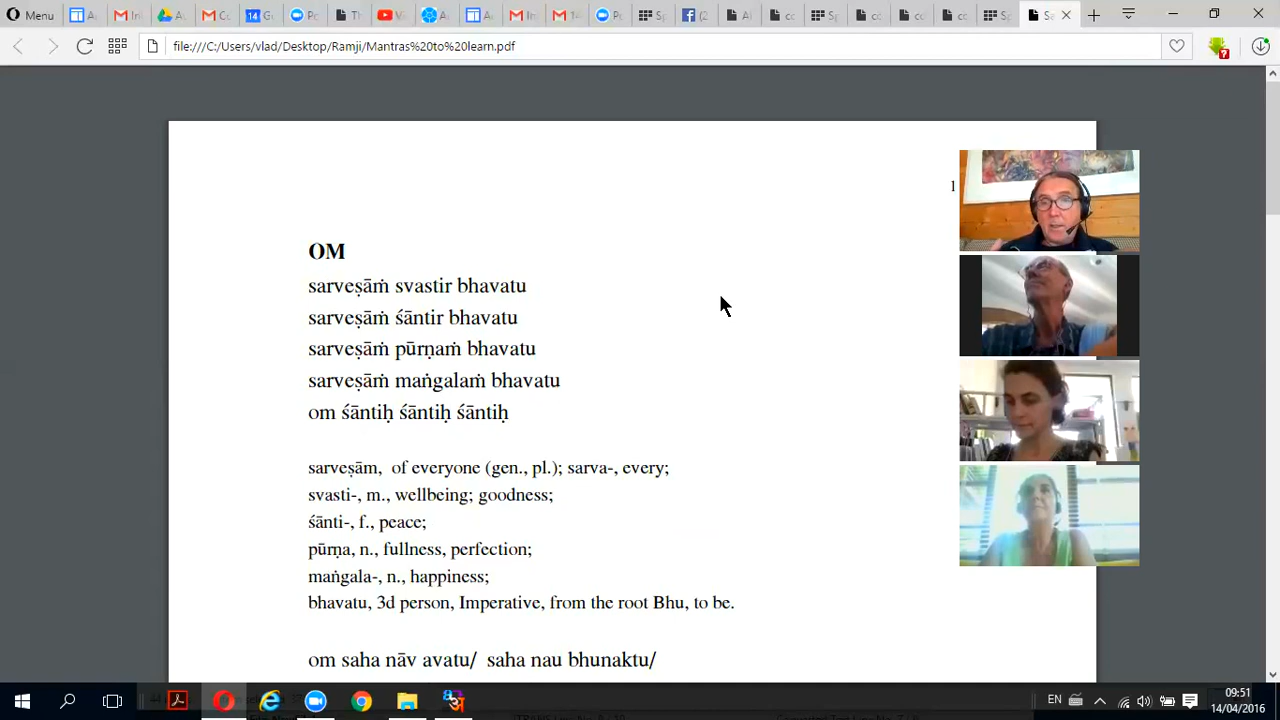 Menu
file:///C:/Users/vlad/Desktop/Ramji/Mantras%20to%20learn.pdf
1
OM
sarveṣāṁ svastir bhavatu
sarveṣāṁ śāntir bhavatu
sarveṣāṁ pūrṇaṁ bhavatu
sarveṣāṁ maṅgalaṁ bhavatu
om śāntiḥ śāntiḥ śāntiḥ
sarveṣām, of everyone (gen., pl.); sarva-, every;
svasti-, m., wellbeing; goodness;
śānti-, f., peace;
pūrṇa, n., fullness, perfection;
maṅgala-, n., happiness;
bhavatu, 3d person, Imperative, from the root Bhu, to be.
om saha nāv avatu/ saha nau bhunaktu/
EN
09:51
14/04/2016